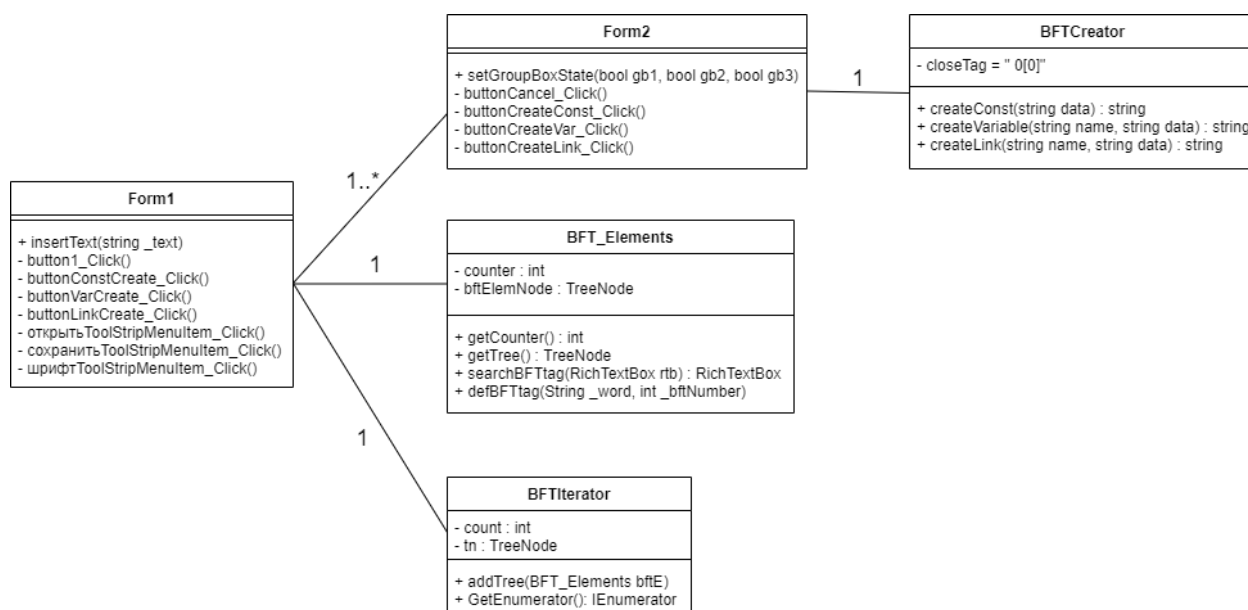 Form2
+ setGroupBoxState(bool gb1, bool gb2, bool gb3)
- buttonCancel_Click()
- buttonCreateConst_Click()
- buttonCreateVar_Click()
- buttonCreateLink_Click()
1
BFTCreator
- closeTag = " 0[0]"
+ createConst(string data) : string
+ createVariable(string name, string data) : string
+ createLink(string name, string data) : string
1..*
Form1
+ insertText(string _text)
- button1_Click()
- buttonConstCreate_Click()
- buttonVarCreate_Click()
- buttonLinkCreate_Click()
- открытьToolStripMenuItem_Click()
- сохранитьToolStripMenuItem_Click()
- шрифтToolStripMenuItem_Click()
1
BFT_Elements
- counter : int
- bftElemNode : TreeNode
+ getCounter() : int
+ getTree() : TreeNode
+ searchBFTtag(RichTextBox rtb) : RichTextBox
+ defBFTtag(String _word, int _bftNumber)
1
BFTIterator
- count : int
- tn : TreeNode
+ addTree(BFT_Elements bftE)
+ GetEnumerator(): IEnumerator